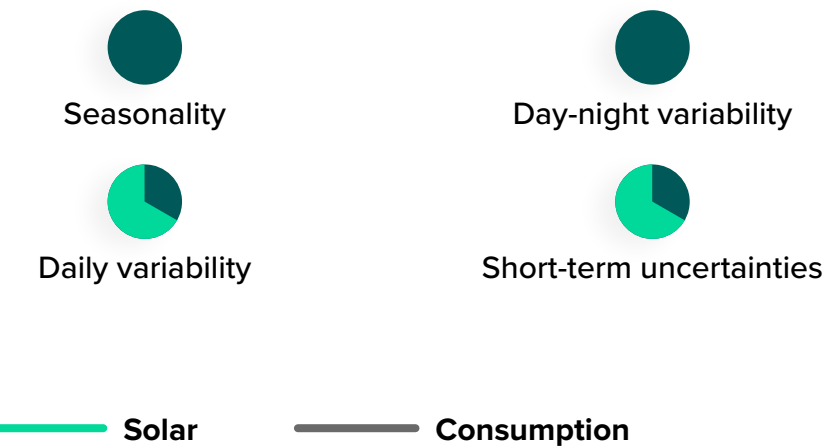 Seasonality
Day-night variability
Daily variability
Short-term uncertainties
Solar
Consumption